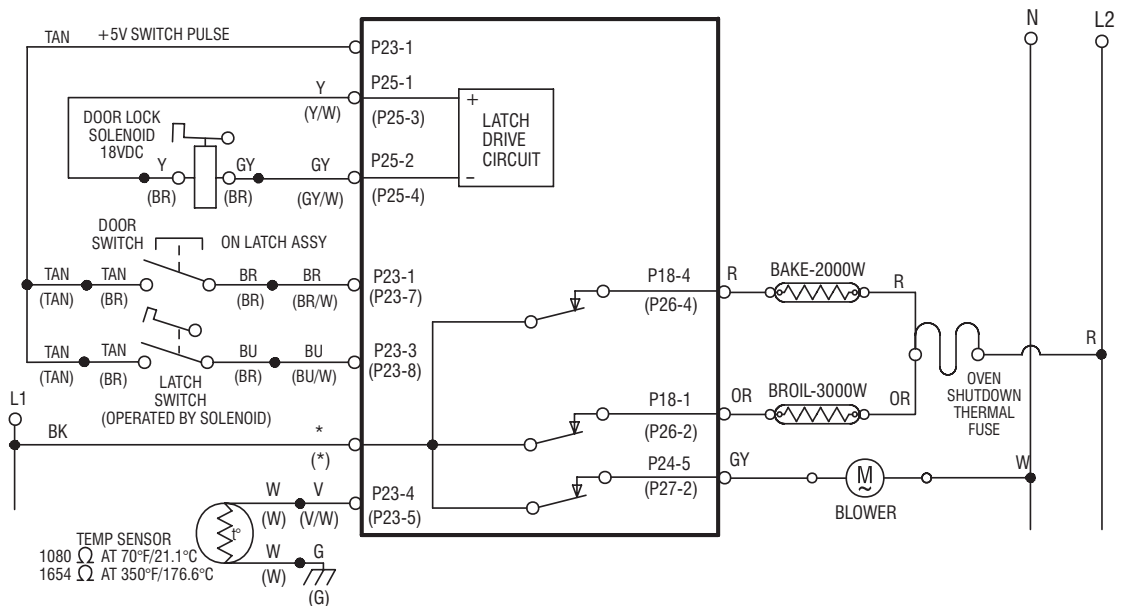 N
L2
TAN
+5V SWITCH PULSE
P23-1
Y
(Y/W)
P25-1
(P25-3)
DOOR LOCK
SOLENOID
18VDC
+
LATCH
DRIVE
CIRCUIT
–
Y
(BR)
GY
(BR)
GY
(GY/W)
P25-2
(P25-4)
DOOR
SWITCH
ON LATCH ASSY
TAN
(TAN)
TAN
(BR)
BR
(BR)
BR
(BR/W)
P23-1
(P23-7)
P18-4
(P26-4)
R
BAKE-2000W
R
TAN
(TAN)
TAN
(BR)
BU
(BR)
BU
(BU/W)
P23-3
(P23-8)
LATCH
SWITCH
(OPERATED BY SOLENOID)
R
OVEN
SHUTDOWN
THERMAL
FUSE
P18-1
(P26-2)
OR
BROIL-3000W
OR
L1
BK
*
(*)
P24-5
(P27-2)
GY
M
~
BLOWER
W
W
(W)
V
(V/W)
P23-4
(P23-5)
t°
TEMP SENSOR
1080 Ω AT 70°F/21.1°C
1654 Ω AT 350°F/176.6°C
W
(W)
G
(G)